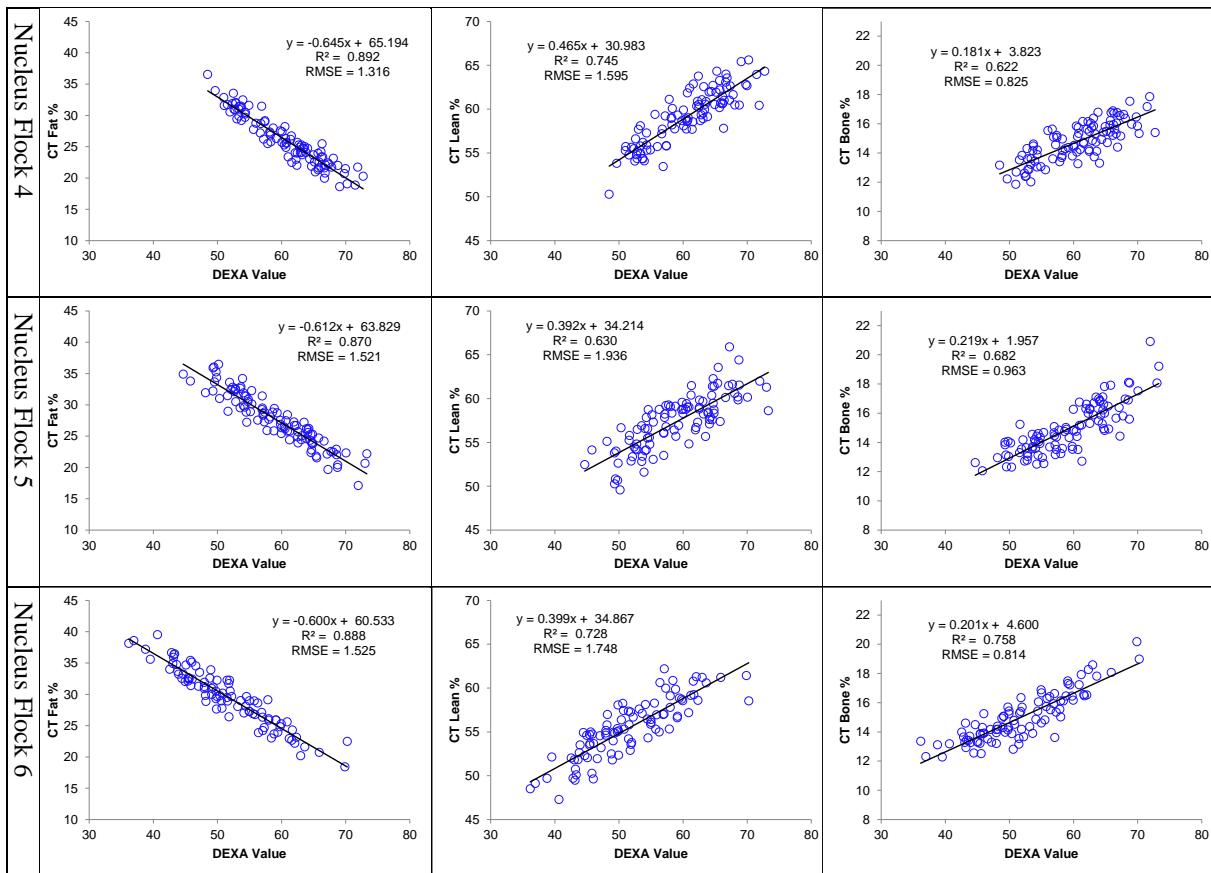 Nucleus Flock 4
45
40
35
30
25
20
15
10
CT Fat %
y = -0.645x + 65.194
R² = 0.892
RMSE = 1.316
30 40 50 60 70 80
DEXA Value
70
65
60
55
50
45
CT Lean %
y = 0.465x + 30.983
R² = 0.745
RMSE = 1.595
30 40 50 60 70 80
DEXA Value
22
20
18
16
14
12
10
8
CT Bone %
y = 0.181x + 3.823
R² = 0.622
RMSE = 0.825
30 40 50 60 70 80
DEXA Value
Nucleus Flock 5
45
40
35
30
25
20
15
10
CT Fat %
y = -0.612x + 63.829
R² = 0.870
RMSE = 1.521
30 40 50 60 70 80
DEXA Value
70
65
60
55
50
45
CT Lean %
y = 0.392x + 34.214
R² = 0.630
RMSE = 1.936
30 40 50 60 70 80
DEXA Value
22
20
18
16
14
12
10
8
CT Bone %
y = 0.219x + 1.957
R² = 0.682
RMSE = 0.963
30 40 50 60 70 80
DEXA Value
Nucleus Flock 6
45
40
35
30
25
20
15
10
CT Fat %
y = -0.600x + 60.533
R² = 0.888
RMSE = 1.525
30 40 50 60 70 80
DEXA Value
70
65
60
55
50
45
CT Lean %
y = 0.399x + 34.867
R² = 0.728
RMSE = 1.748
30 40 50 60 70 80
DEXA Value
22
20
18
16
14
12
10
8
CT Bone %
y = 0.201x + 4.600
R² = 0.758
RMSE = 0.814
30 40 50 60 70 80
DEXA Value